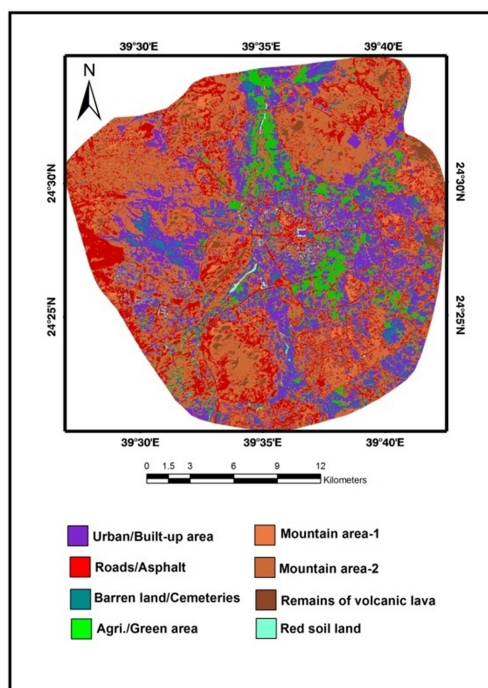 39°30'E 39°35'E 39°40'E
N
24°30'N 24°30'N
24°25'N 24°25'N
39°30'E 39°35'E 39°40'E
0 1.5 3 6 9 12
Kilometers
Urban/Built-up area
Roads/Asphalt
Barren land/Cemeteries
Agri./Green area
Mountain area-1
Mountain area-2
Remains of volcanic lava
Red soil land